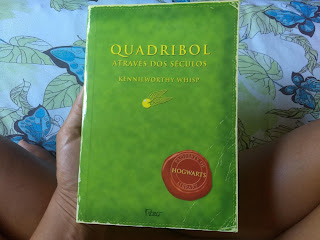 QUADRIBOL
ATRAVÉS DOS SÉCULOS
KENNILWORTHY WHISP
HOGWARTS